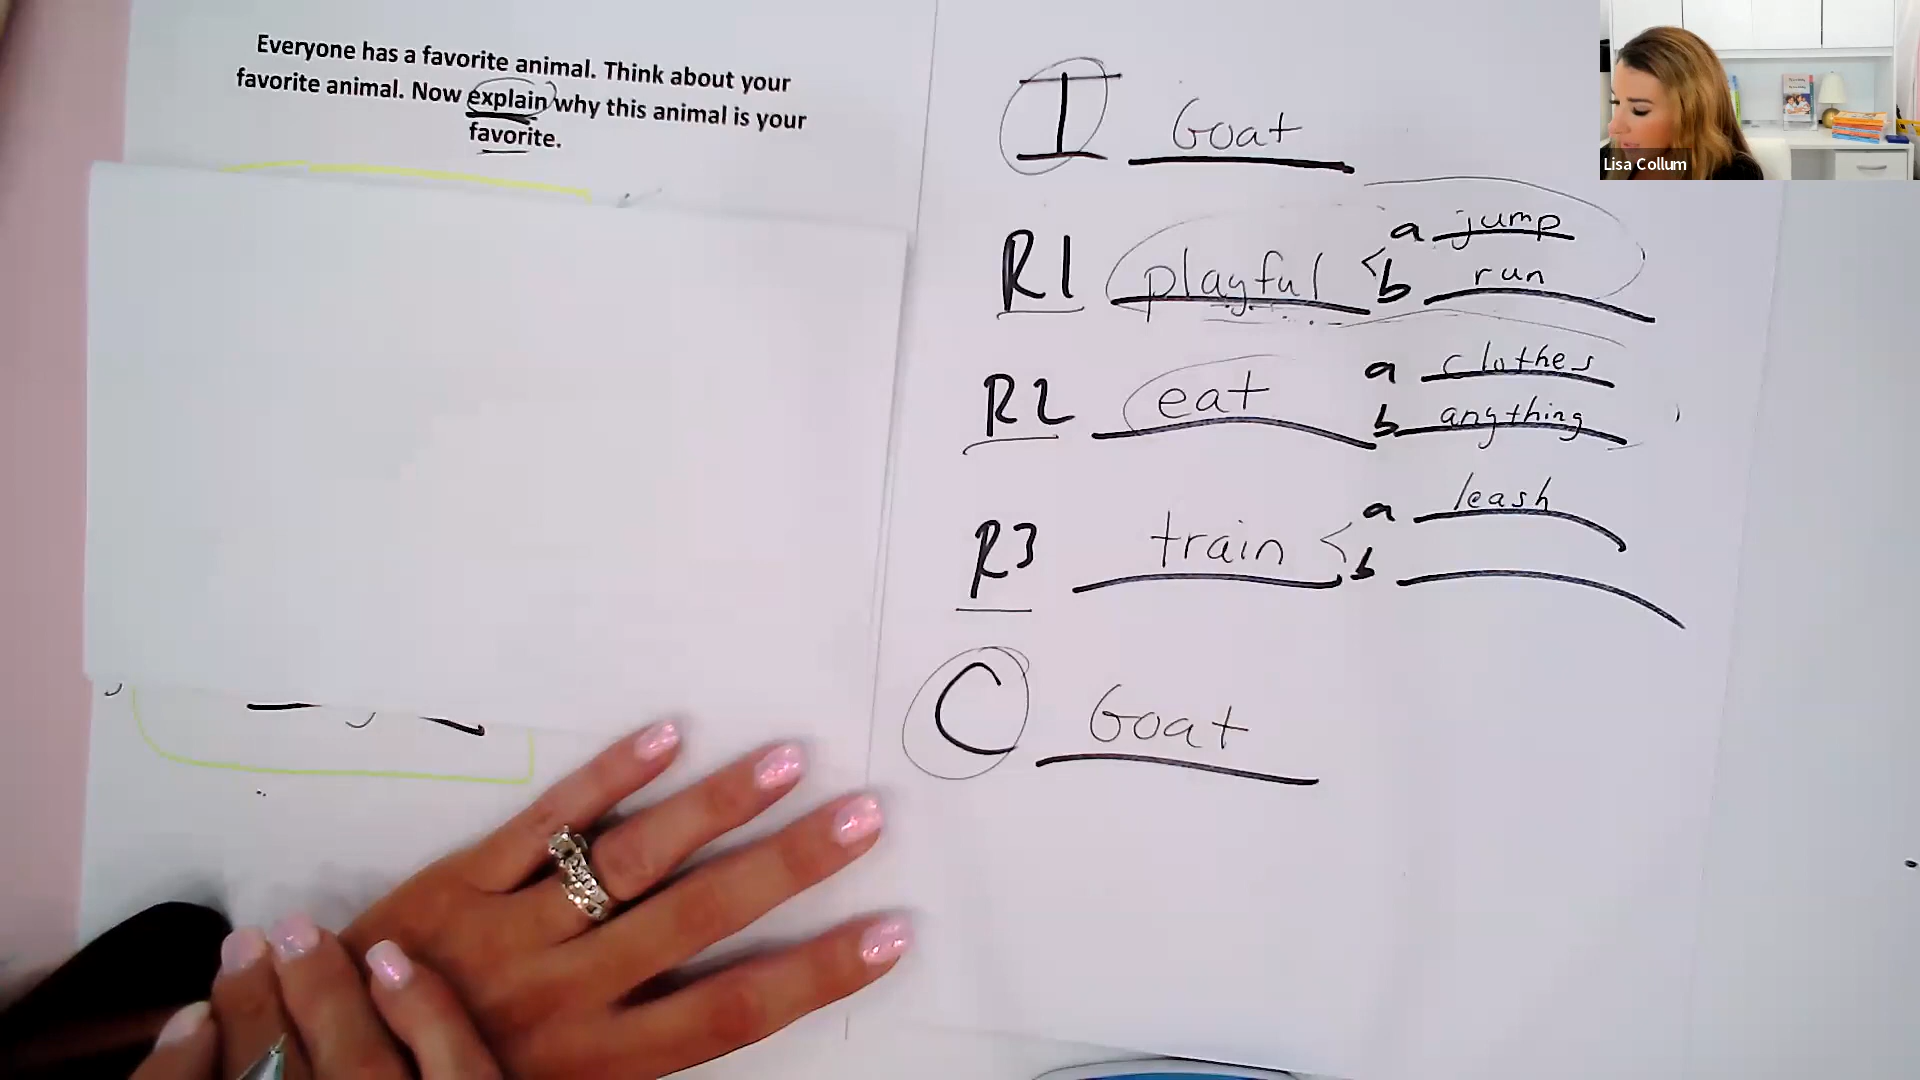 Everyone has a favorite animal. Think about your
favorite animal. Now explain why this animal is your
favorite.
I Goat
R1 playful a jump
b run
R2 eat a clothes
b anything
R3 train a leash
b
C Goat
Lisa Collum